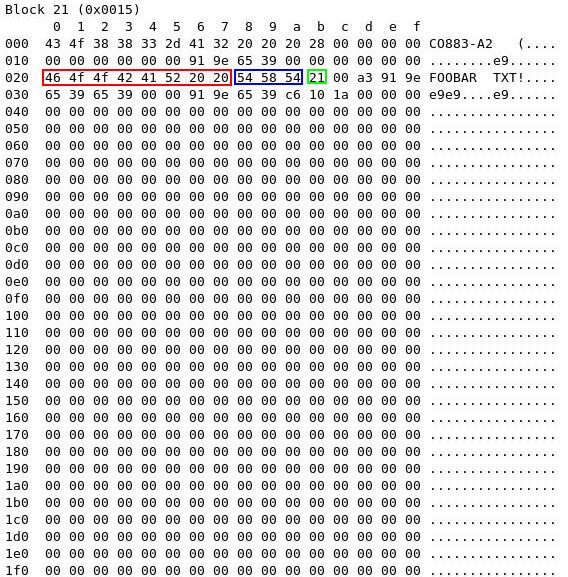 Block 21 (0x0015)
0 1 2 3 4 5 6 7 8 9 a b c d e f
000 43 4f 38 38 33 2d 41 32 20 20 20 28 00 00 00 00 CO883-A2   (....
010 00 00 00 00 00 00 91 9e 65 39 00 00 00 00 00 00 ........e9......
020 46 4f 4f 42 41 52 20 20 54 58 54 21 00 a3 91 9e FOOBAR  TXT!....
030 65 39 65 39 00 00 91 9e 65 39 c6 10 1a 00 00 00 e9e9....e9......
040 00 00 00 00 00 00 00 00 00 00 00 00 00 00 00 00 ................
050 00 00 00 00 00 00 00 00 00 00 00 00 00 00 00 00 ................
060 00 00 00 00 00 00 00 00 00 00 00 00 00 00 00 00 ................
070 00 00 00 00 00 00 00 00 00 00 00 00 00 00 00 00 ................
080 00 00 00 00 00 00 00 00 00 00 00 00 00 00 00 00 ................
090 00 00 00 00 00 00 00 00 00 00 00 00 00 00 00 00 ................
0a0 00 00 00 00 00 00 00 00 00 00 00 00 00 00 00 00 ................
0b0 00 00 00 00 00 00 00 00 00 00 00 00 00 00 00 00 ................
0c0 00 00 00 00 00 00 00 00 00 00 00 00 00 00 00 00 ................
0d0 00 00 00 00 00 00 00 00 00 00 00 00 00 00 00 00 ................
0e0 00 00 00 00 00 00 00 00 00 00 00 00 00 00 00 00 ................
0f0 00 00 00 00 00 00 00 00 00 00 00 00 00 00 00 00 ................
100 00 00 00 00 00 00 00 00 00 00 00 00 00 00 00 00 ................
110 00 00 00 00 00 00 00 00 00 00 00 00 00 00 00 00 ................
120 00 00 00 00 00 00 00 00 00 00 00 00 00 00 00 00 ................
130 00 00 00 00 00 00 00 00 00 00 00 00 00 00 00 00 ................
140 00 00 00 00 00 00 00 00 00 00 00 00 00 00 00 00 ................
150 00 00 00 00 00 00 00 00 00 00 00 00 00 00 00 00 ................
160 00 00 00 00 00 00 00 00 00 00 00 00 00 00 00 00 ................
170 00 00 00 00 00 00 00 00 00 00 00 00 00 00 00 00 ................
180 00 00 00 00 00 00 00 00 00 00 00 00 00 00 00 00 ................
190 00 00 00 00 00 00 00 00 00 00 00 00 00 00 00 00 ................
1a0 00 00 00 00 00 00 00 00 00 00 00 00 00 00 00 00 ................
1b0 00 00 00 00 00 00 00 00 00 00 00 00 00 00 00 00 ................
1c0 00 00 00 00 00 00 00 00 00 00 00 00 00 00 00 00 ................
1d0 00 00 00 00 00 00 00 00 00 00 00 00 00 00 00 00 ................
1e0 00 00 00 00 00 00 00 00 00 00 00 00 00 00 00 00 ................
1f0 00 00 00 00 00 00 00 00 00 00 00 00 00 00 00 00 ................